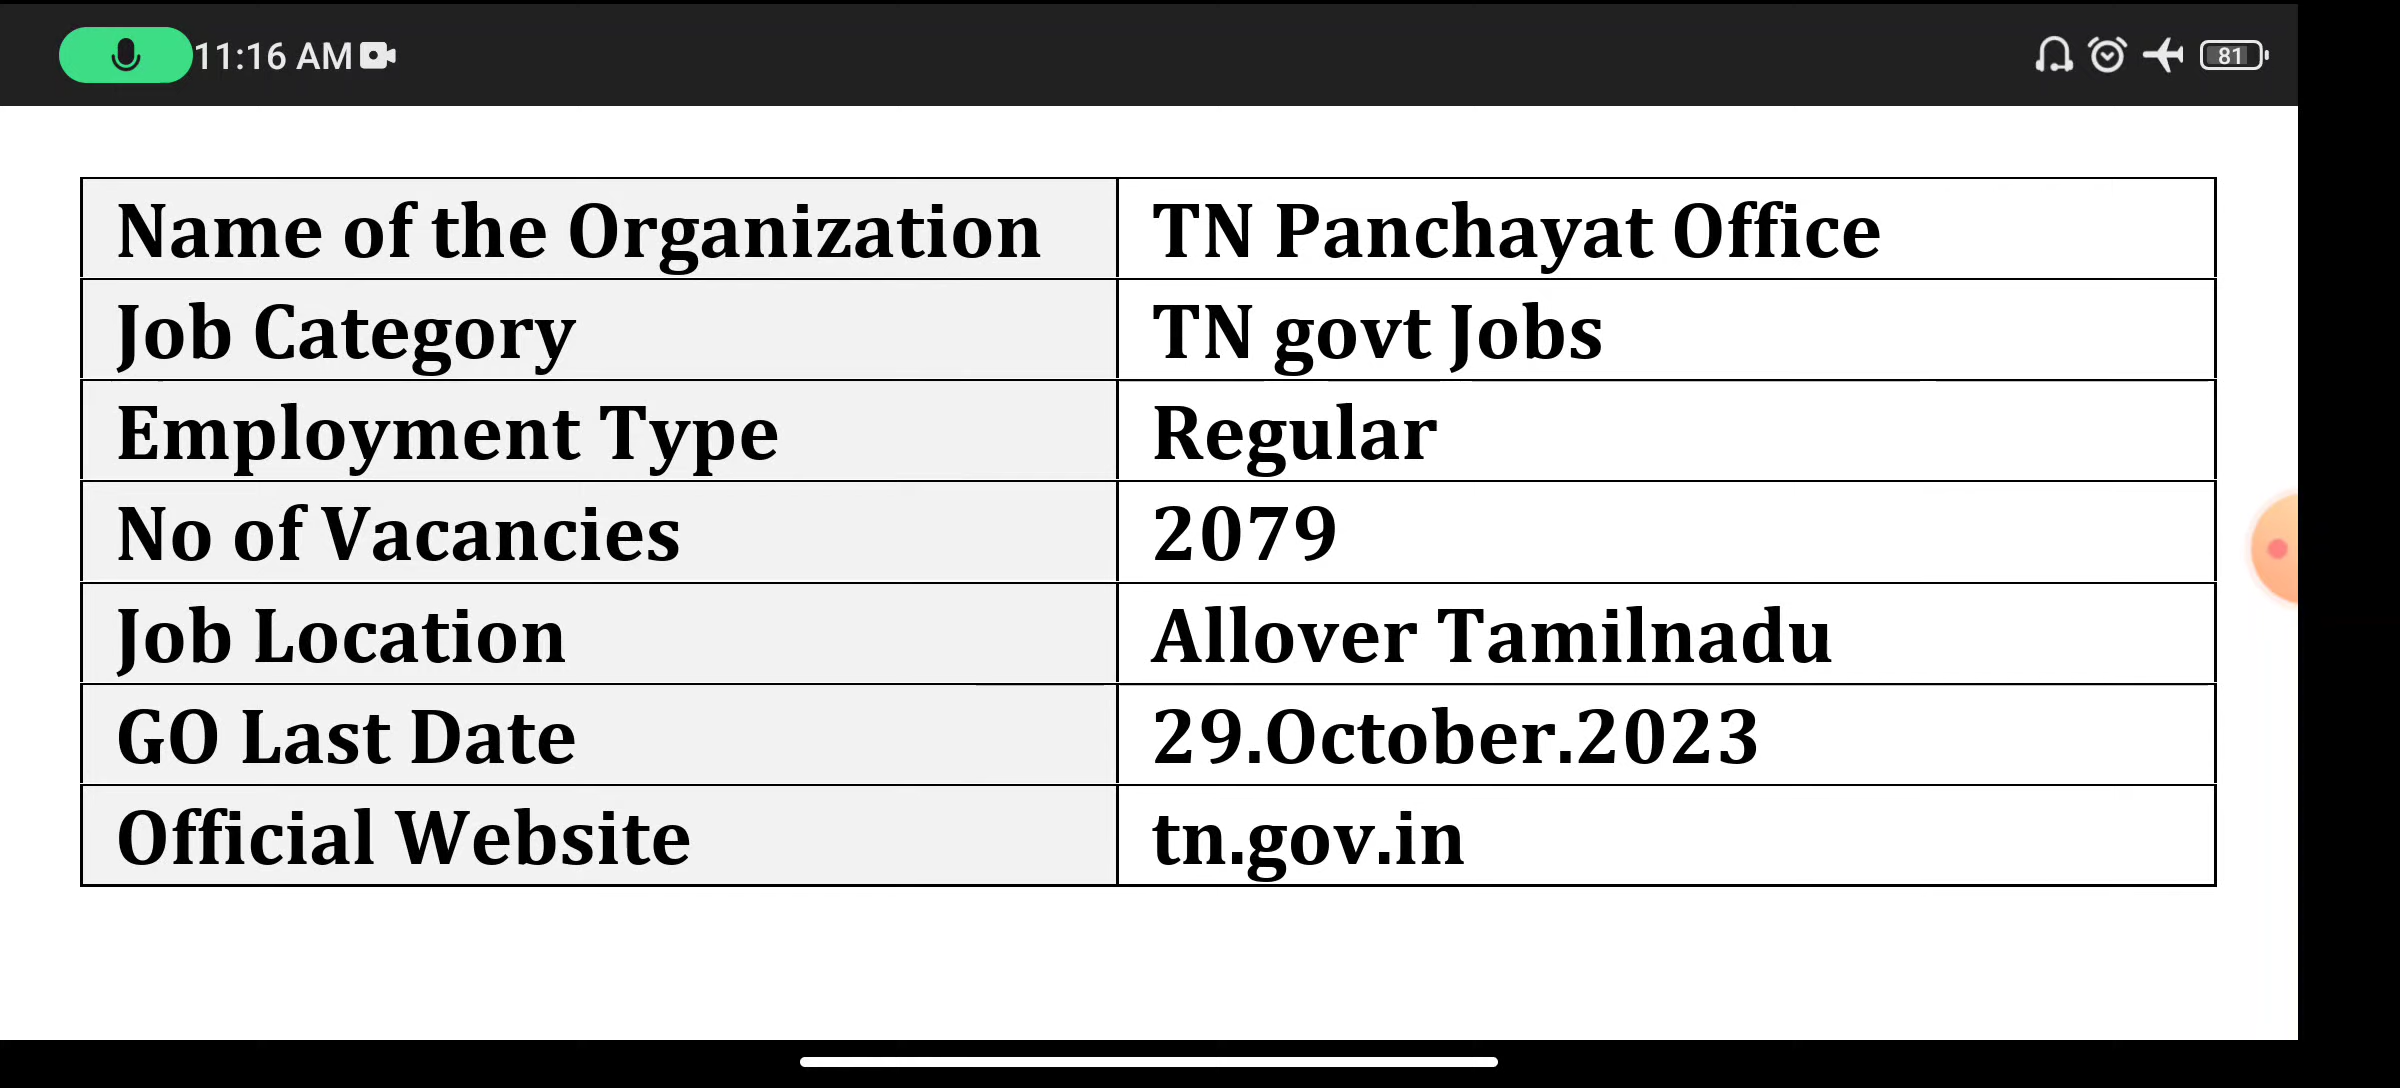 11:16 AM
81
Name of the Organization TN Panchayat Office
Job Category TN govt Jobs
Employment Type Regular
No of Vacancies 2079
Job Location Allover Tamilnadu
GO Last Date 29.October.2023
Official Website tn.gov.in